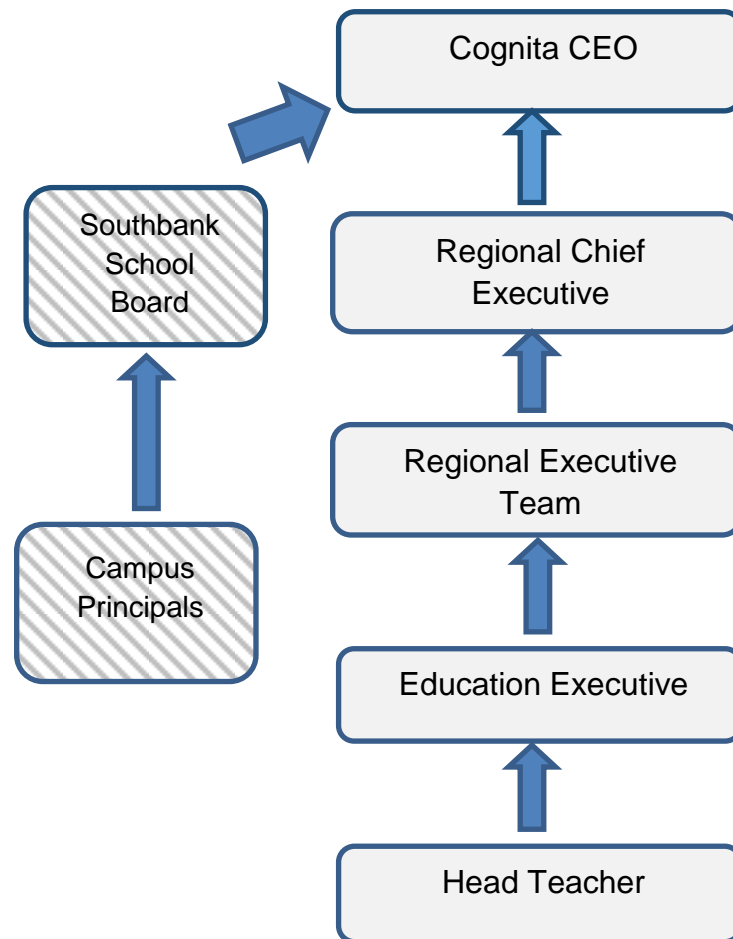 Cognita CEO
Southbank
School
Board
Regional Chief
Executive
Regional Executive
Team
Campus
Principals
Education Executive
Head Teacher